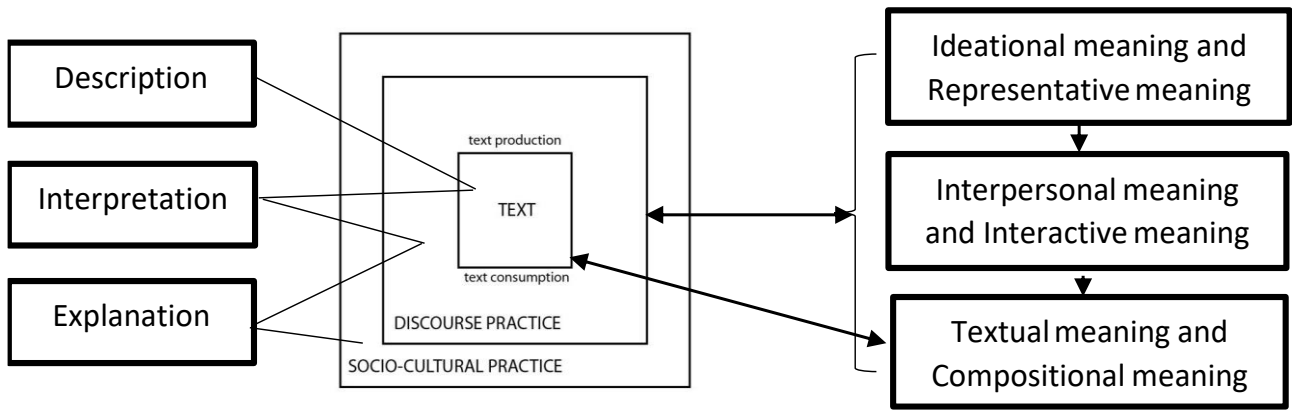 Description
Interpretation
Explanation
text production
TEXT
text consumption
DISCOURSE PRACTICE
SOCIO-CULTURAL PRACTICE
Ideational meaning and
Representative meaning
Interpersonal meaning
and Interactive meaning
Textual meaning and
Compositional meaning